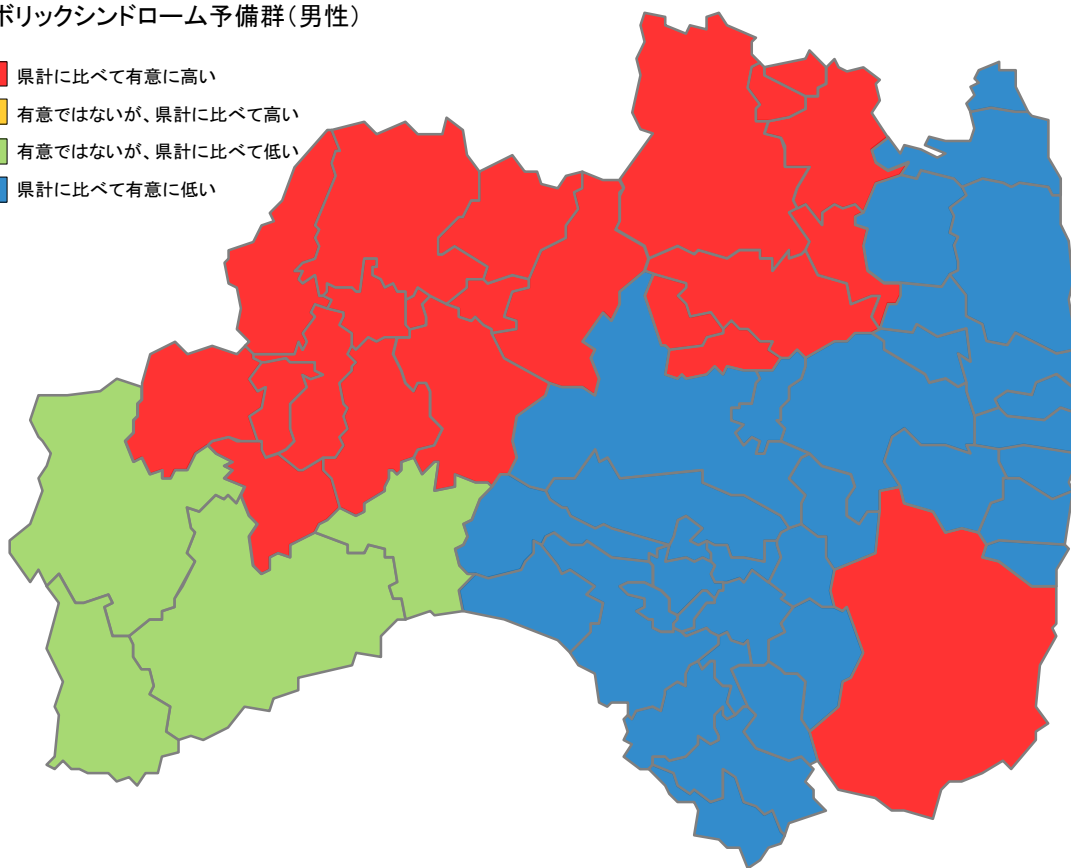 ボリックシンドローム予備群(男性)
県計に比べて有意に高い
有意ではないが、県計に比べて高い
有意ではないが、県計に比べて低い
県計に比べて有意に低い